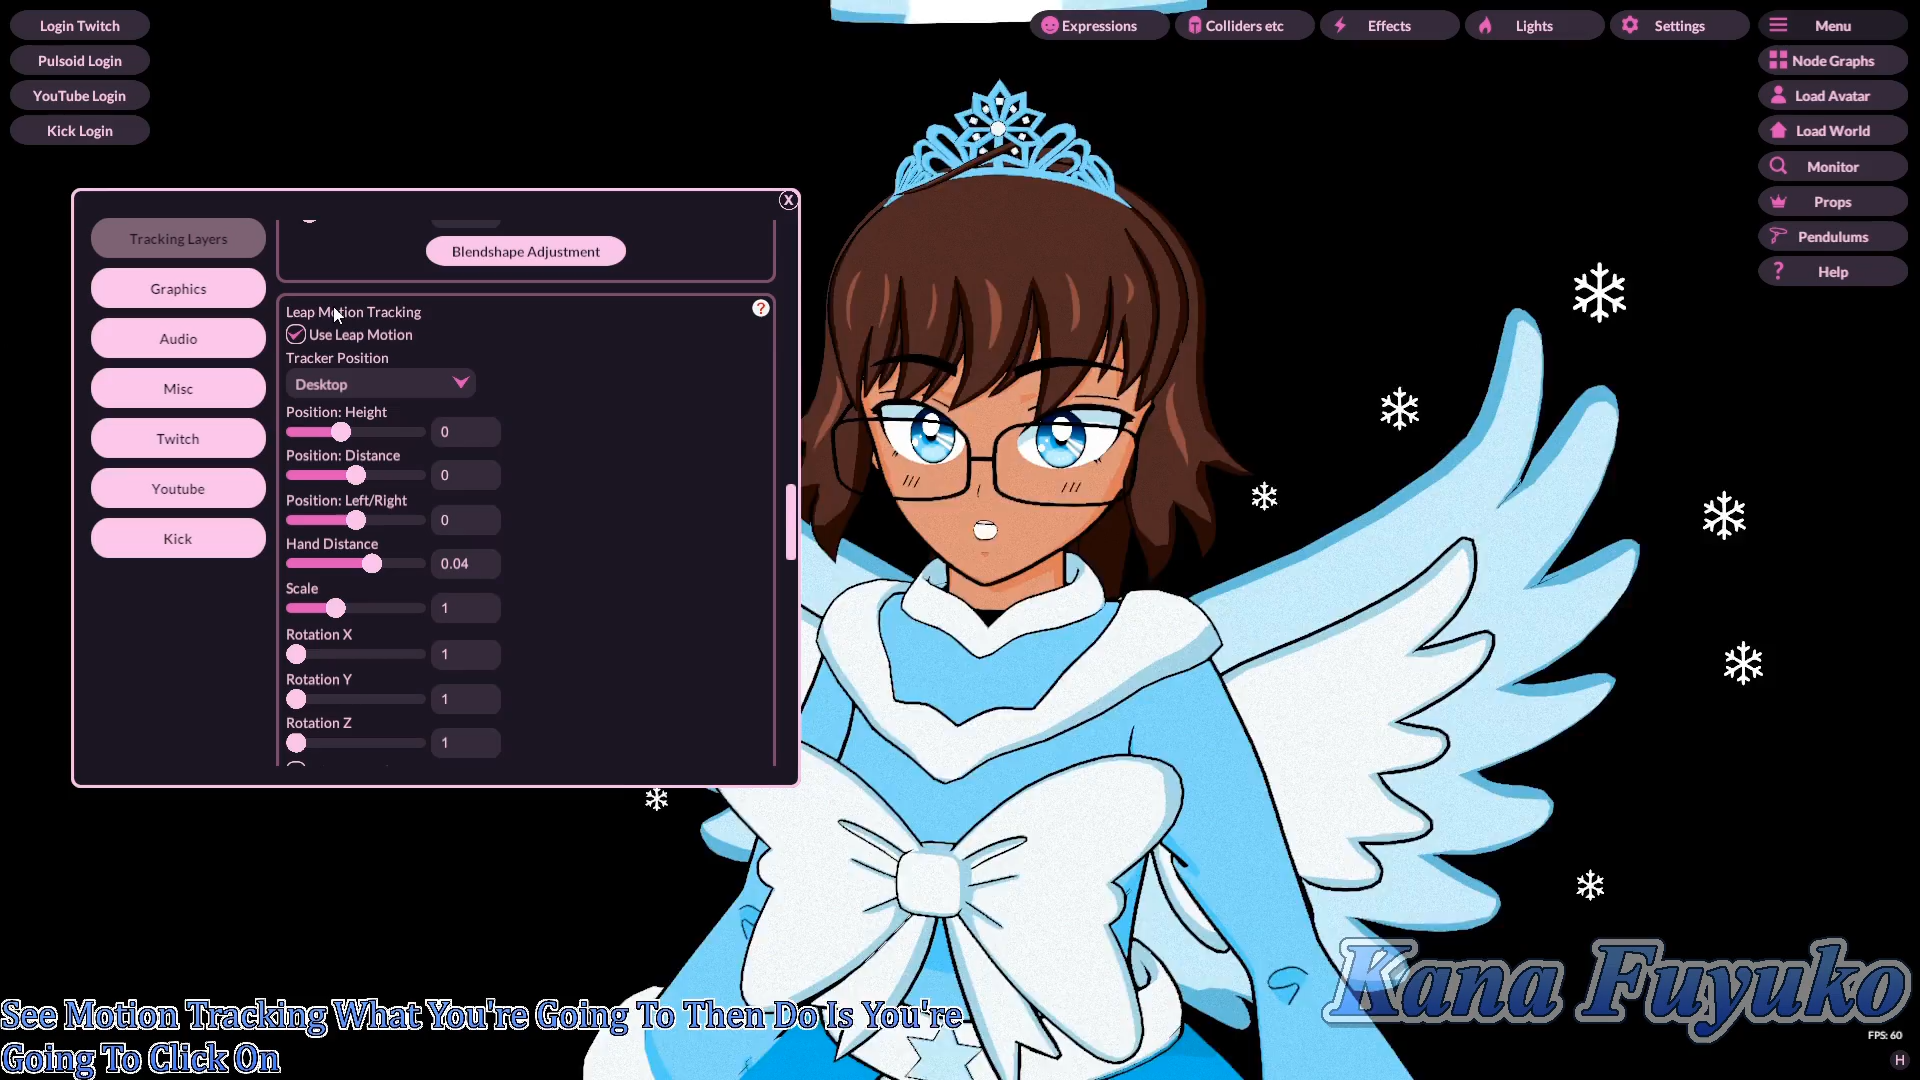 Login Twitch
Pulsoid Login
YouTube Login
Kick Login
Expressions
Colliders etc
Effects
Lights
Settings
Menu
Node Graphs
Load Avatar
Load World
Monitor
Props
Pendulums
Help
X
Tracking Layers
Graphics
Audio
Misc
Twitch
Youtube
Kick
Blendshape Adjustment
Leap Motion Tracking
?
Use Leap Motion
Tracker Position
Desktop
Position: Height
0
Position: Distance
0
Position: Left/Right
0
Hand Distance
0.04
Scale
1
Rotation X
1
Rotation Y
1
Rotation Z
1
See Motion Tracking What You're Going To Then Do Is You're
Going To Click On
Kana Fuyuko
FPS: 60
H